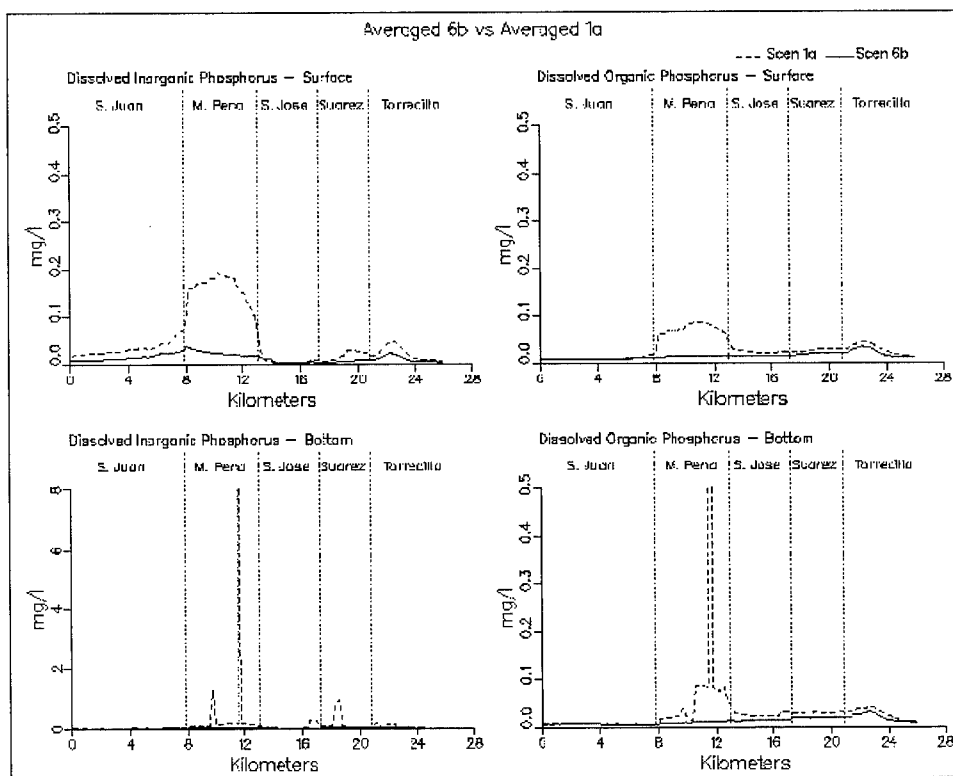 Averaged 6b vs Averaged 1a
Scen 1a Scen 6b
Dissolved Inorganic Phosphorus – Surface
S. Juan M. Pena S. Jose Suarez Torrecilla
mg/l
0.0 0.1 0.2 0.3 0.4 0.5
0 4 8 12 16 20 24 28
Kilometers
Dissolved Organic Phosphorus – Surface
S. Juan M. Pena S. Jose Suarez Torrecilla
mg/l
0.0 0.1 0.2 0.3 0.4 0.5
0 4 8 12 16 20 24 28
Kilometers
Dissolved Inorganic Phosphorus – Bottom
S. Juan M. Pena S. Jose Suarez Torrecilla
mg/l
0 2 4 6 8
0 4 8 12 16 20 24 28
Kilometers
Dissolved Organic Phosphorus – Bottom
S. Juan M. Pena S. Jose Suarez Torrecilla
mg/l
0.0 0.1 0.2 0.3 0.4 0.5
0 4 8 12 16 20 24 28
Kilometers